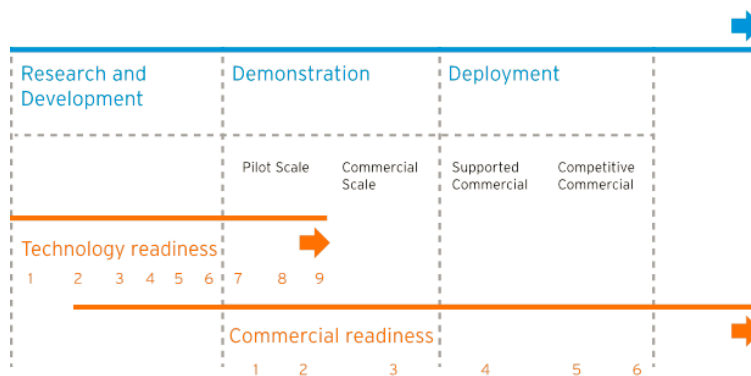 Research and
Development
Demonstration
Deployment
Pilot Scale
Commercial
Scale
Supported
Commercial
Competitive
Commercial
Technology readiness
1 2 3 4 5 6 7 8 9
Commercial readiness
1 2 3 4 5 6